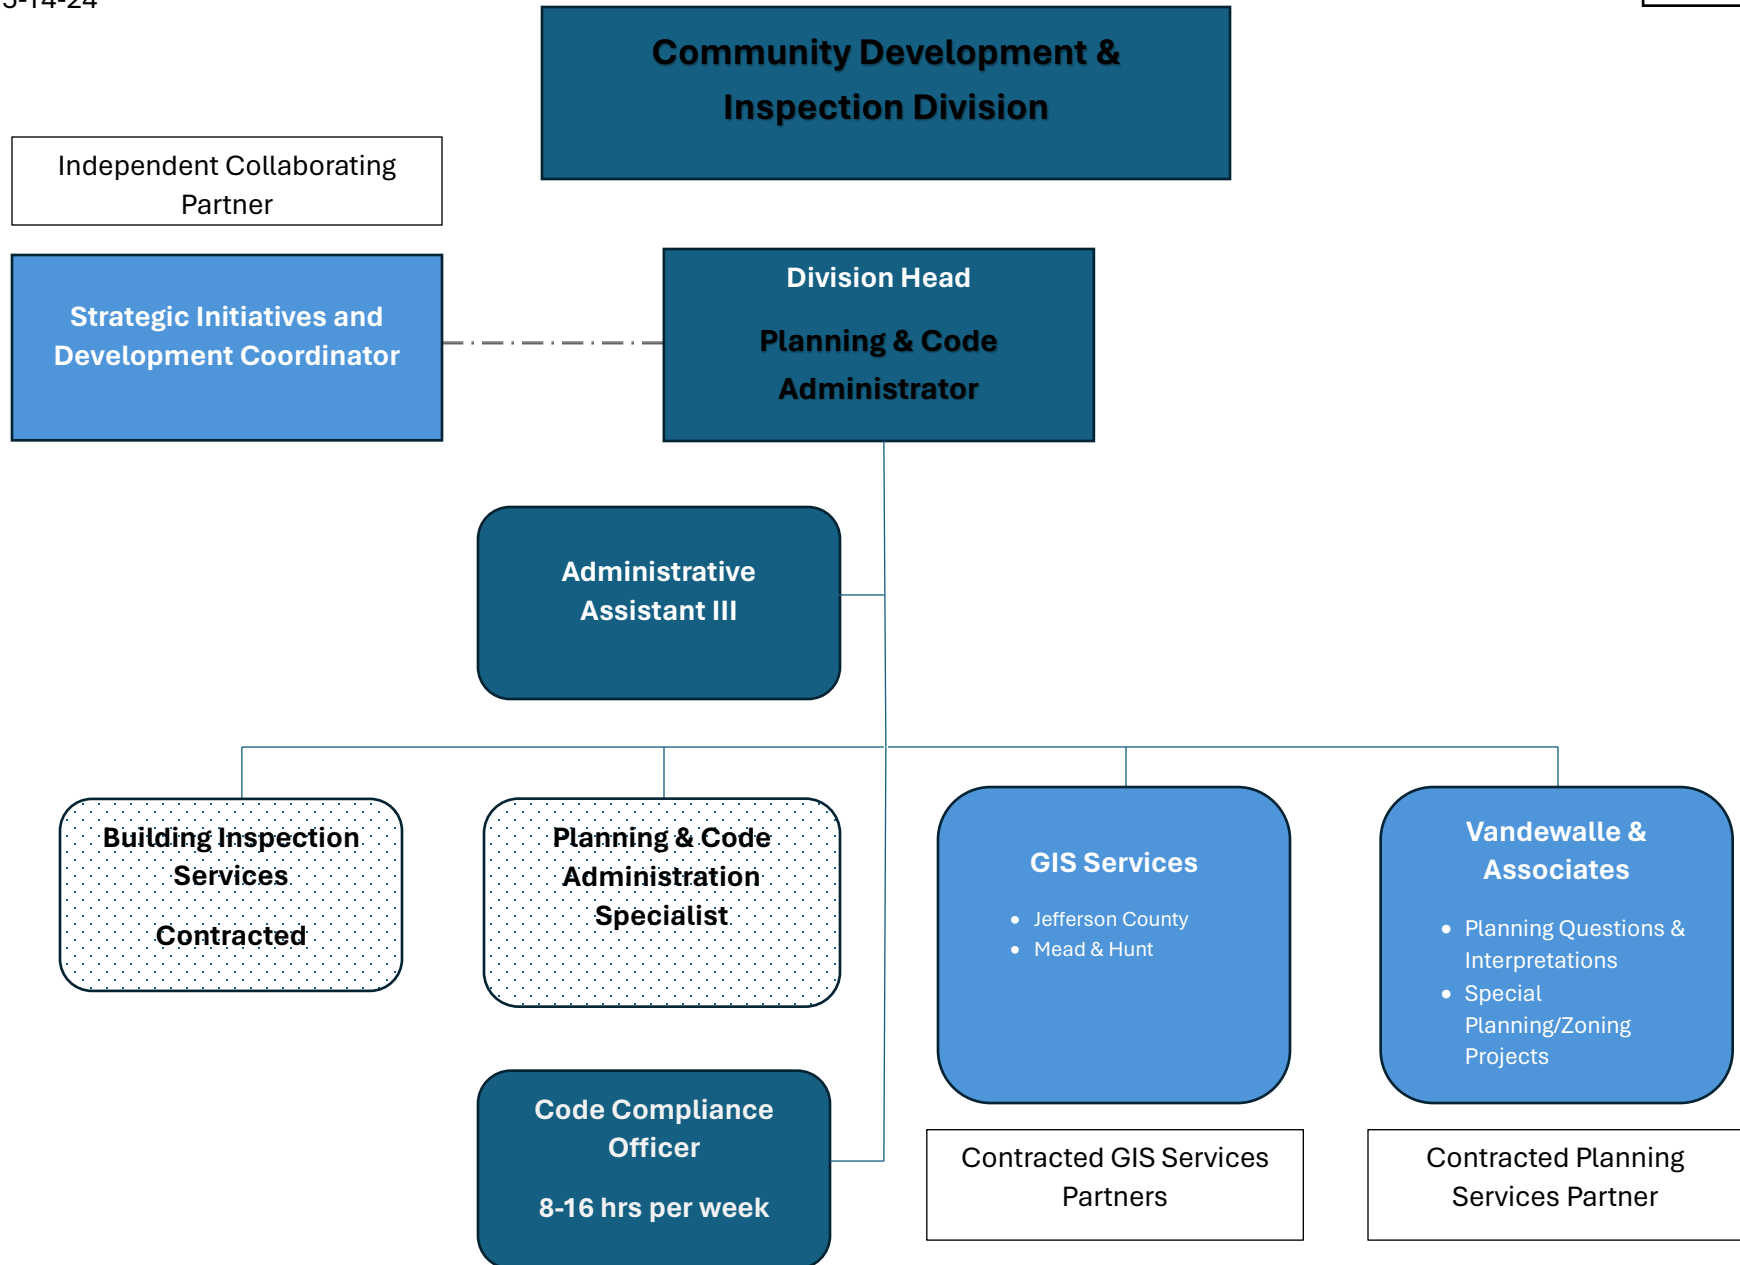 5-14-24
Community Development &
Inspection Division
Independent Collaborating
Partner
Strategic Initiatives and
Development Coordinator
Division Head
Planning & Code
Administrator
Administrative
Assistant III
Building Inspection
Services
Contracted
Planning & Code
Administration
Specialist
GIS Services
• Jefferson County
• Mead & Hunt
Vandewalle &
Associates
• Planning Questions &
Interpretations
• Special
Planning/Zoning
Projects
Code Compliance
Officer
8-16 hrs per week
Contracted GIS Services
Partners
Contracted Planning
Services Partner